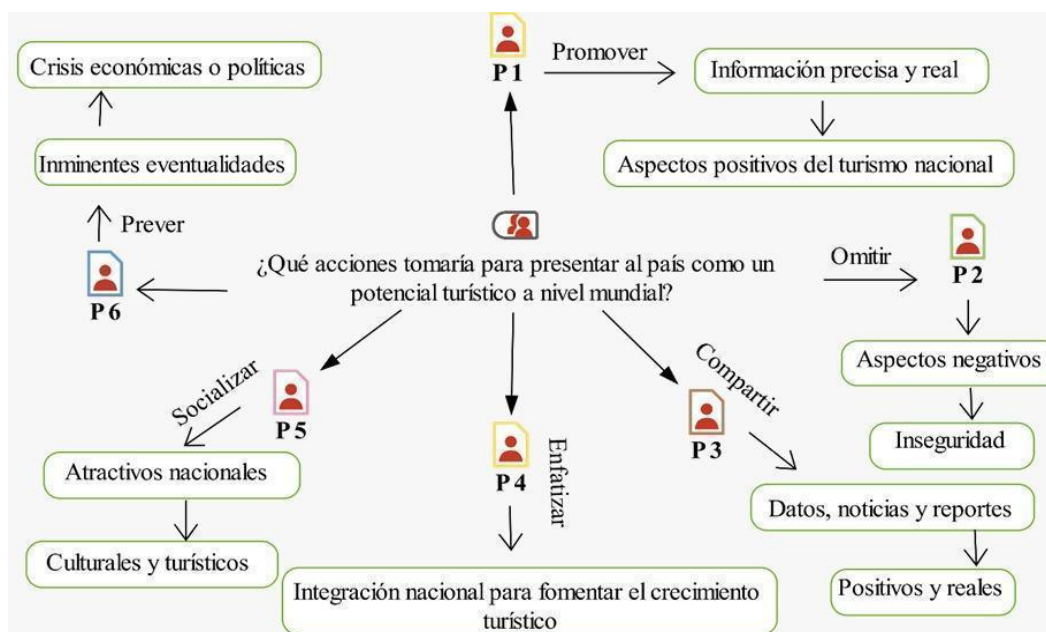 ¿Qué acciones tomaría para presentar al país como un
potencial turístico a nivel mundial?
P 1
Promover
Información precisa y real
Aspectos positivos del turismo nacional
Omitir
P 2
Aspectos negativos
Inseguridad
Compartir
P 3
Datos, noticias y reportes
Positivos y reales
P 4
Enfatizar
Integración nacional para fomentar el crecimiento
turístico
Socializar
P 5
Atractivos nacionales
Culturales y turísticos
P 6
Prever
Inminentes eventualidades
Crisis económicas o políticas